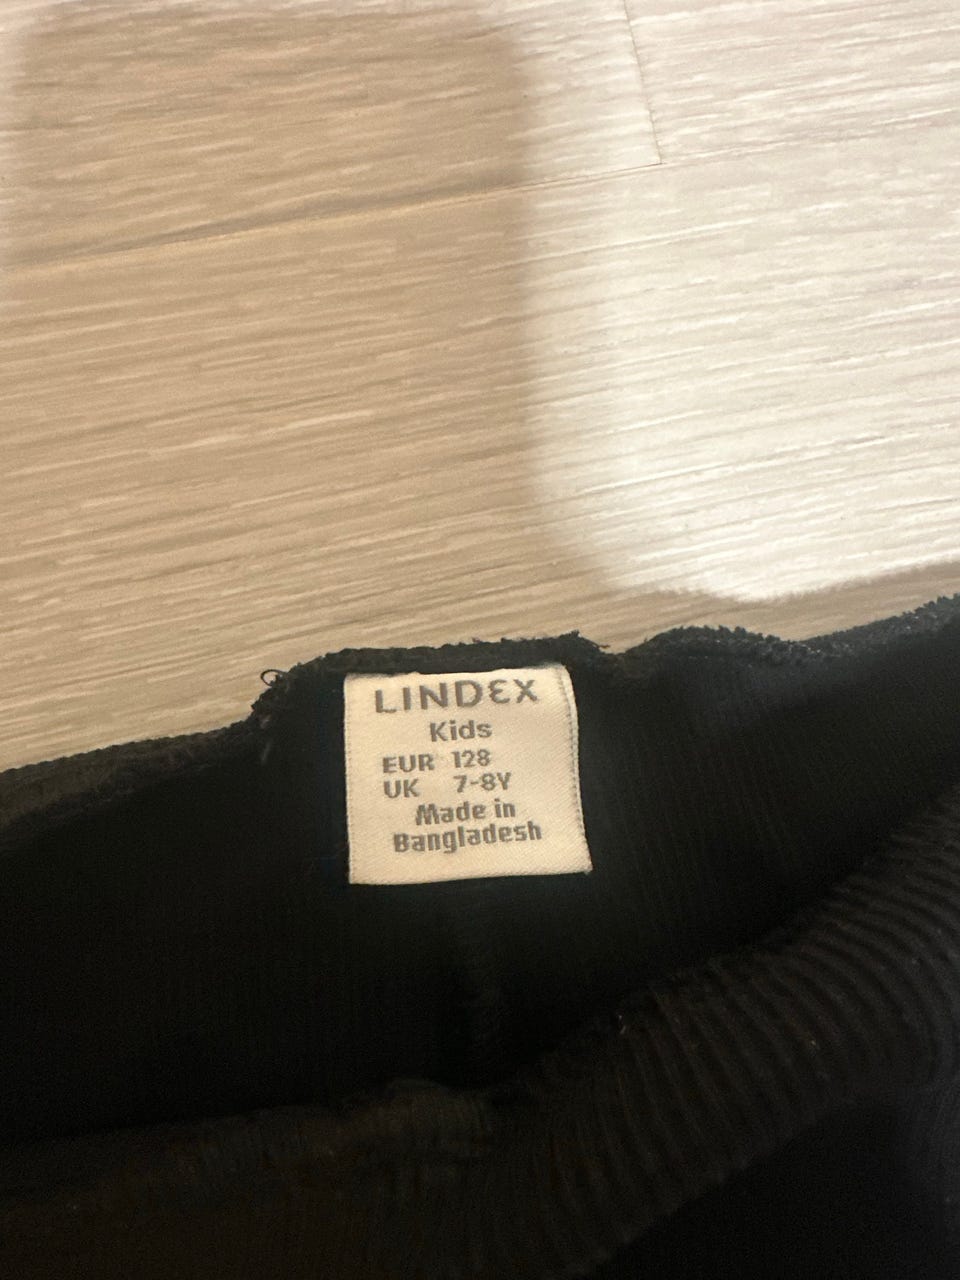 LINDEX
Kids
EUR 128
UK 7-8Y
Made in
Bangladesh